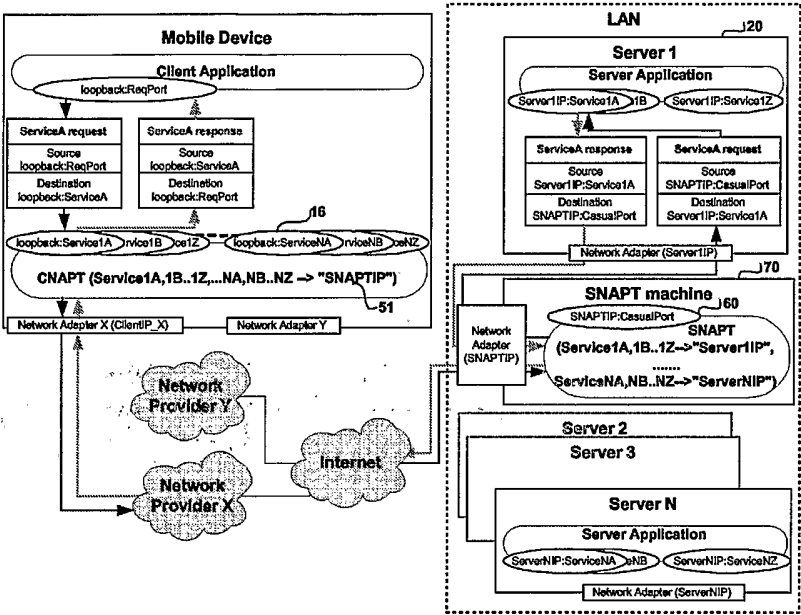 Mobile Device
Client Application
loopback:ReqPort
ServiceA request
Source
loopback:ReqPort
Destination
loopback:ServiceA
ServiceA response
Source
loopback:ServiceA
Destination
loopback:ReqPort
16
loopback:Service1A
rvice1B
ice1Z
loopback:ServiceNA
rviceNB
iceNZ
CNAPT (Service1A,1B..1Z,...NA,NB..NZ --> "SNAPTIP")
51
Network Adapter X (ClientIP_X)
Network Adapter Y
Network
Provider Y
Network
Provider X
Internet
LAN
20
Server 1
Server Application
Server1IP:Service1A
1B
Server1IP:Service1Z
ServiceA response
Source
Server1IP:Service1A
Destination
SNAPTIP:CasualPort
ServiceA request
Source
SNAPTIP:CasualPort
Destination
Server1IP:Service1A
Network Adapter (Server1IP)
70
SNAPT machine
60
SNAPTIP:CasualPort
Network
Adapter
(SNAPTIP)
SNAPT
(Service1A,1B..1Z-->"Server1IP",
.......
ServiceNA,NB..NZ-->"ServerNIP")
Server 2
Server 3
Server N
Server Application
ServerNIP:ServiceNA
eNB
ServerNIP:ServiceNZ
Network Adapter (ServerNIP)